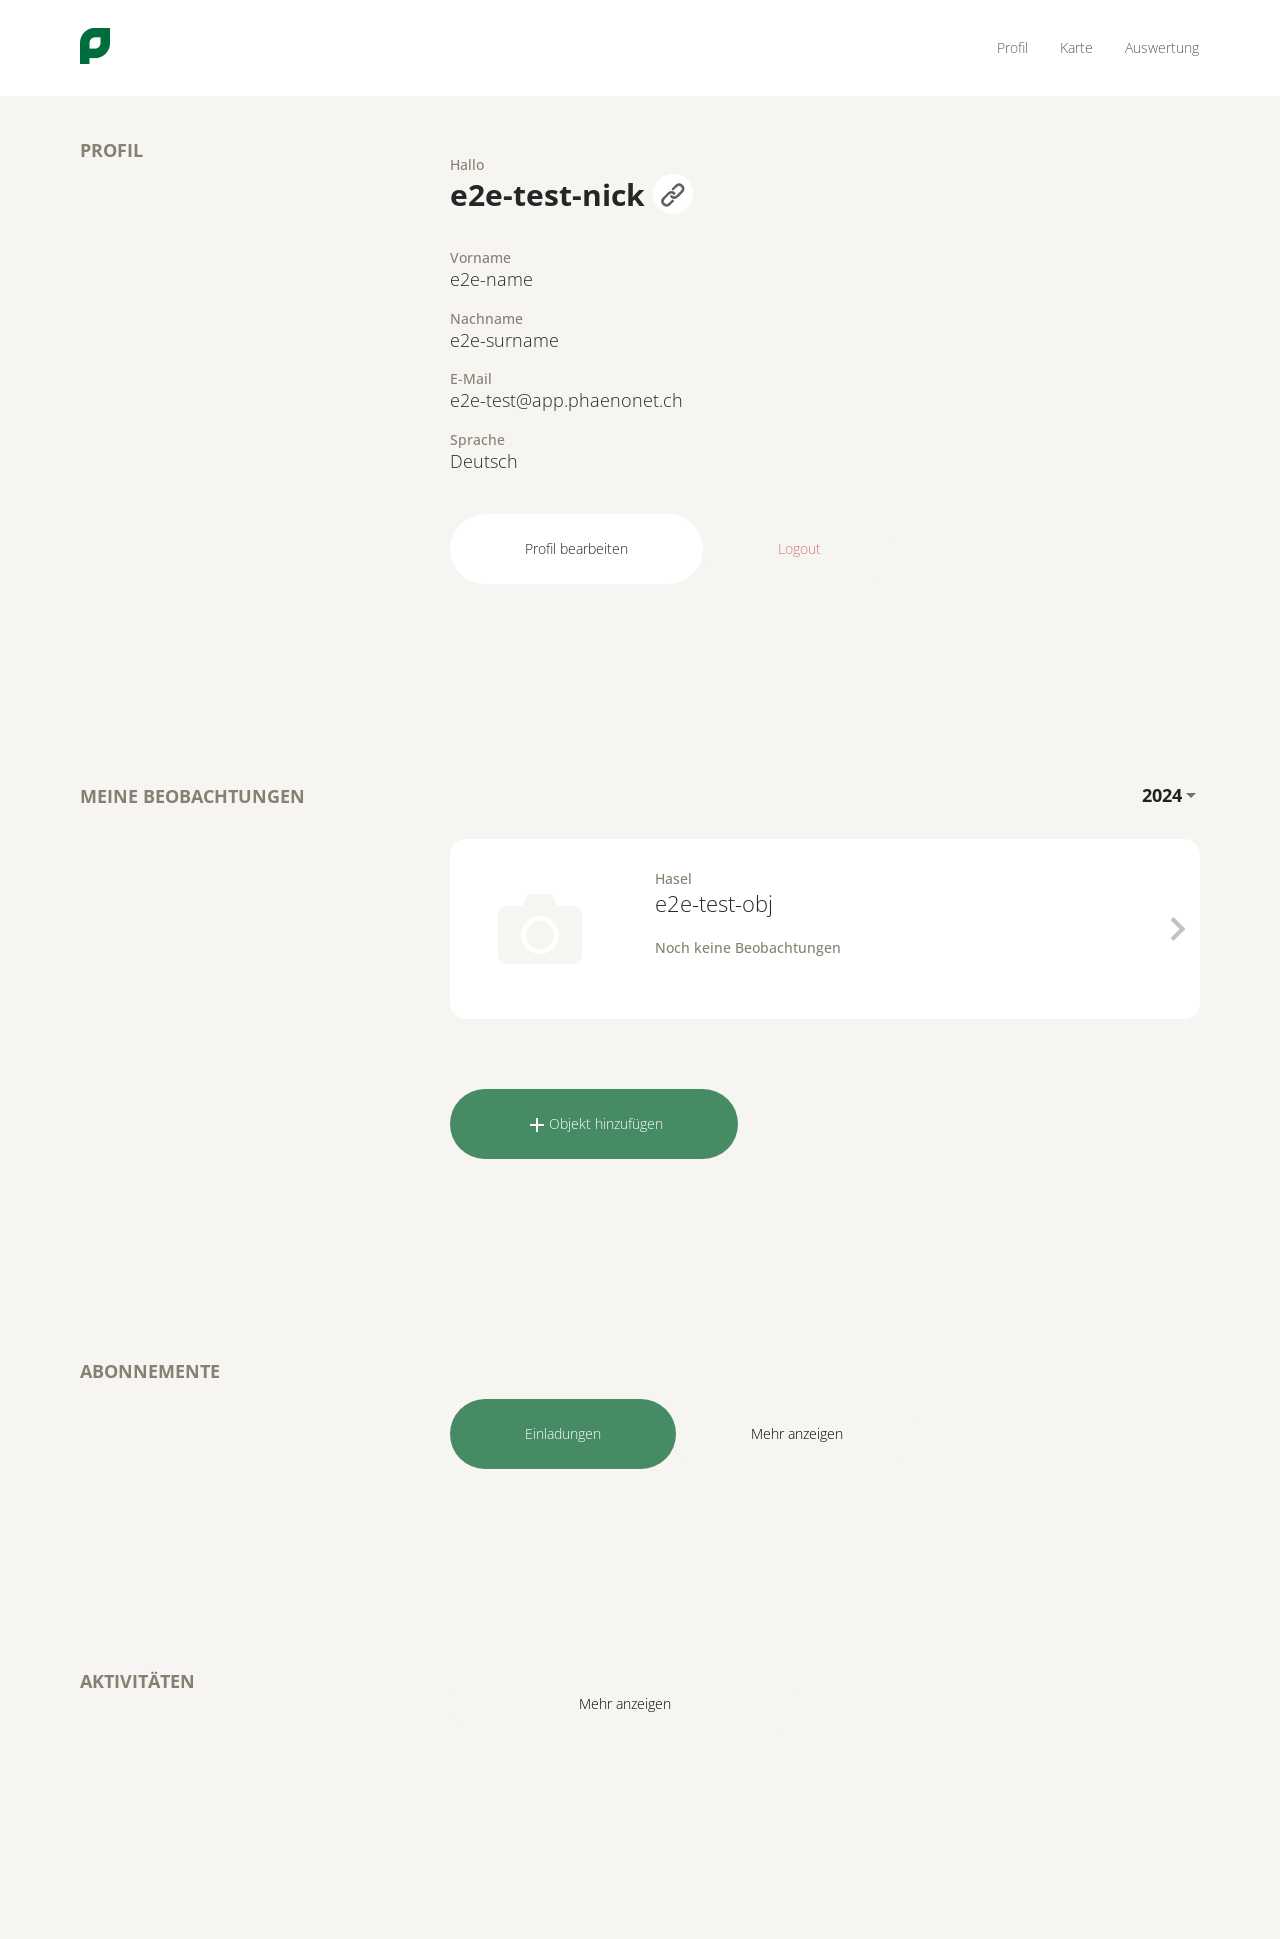 Profil
Karte
Auswertung
PROFIL
Hallo
e2e-test-nick
Vorname
e2e-name
Nachname
e2e-surname
E-Mail
e2e-test@app.phaenonet.ch
Sprache
Deutsch
Profil bearbeiten
Logout
MEINE BEOBACHTUNGEN
2024
Hasel
e2e-test-obj
Noch keine Beobachtungen
Objekt hinzufügen
ABONNEMENTE
Einladungen
Mehr anzeigen
AKTIVITÄTEN
Mehr anzeigen